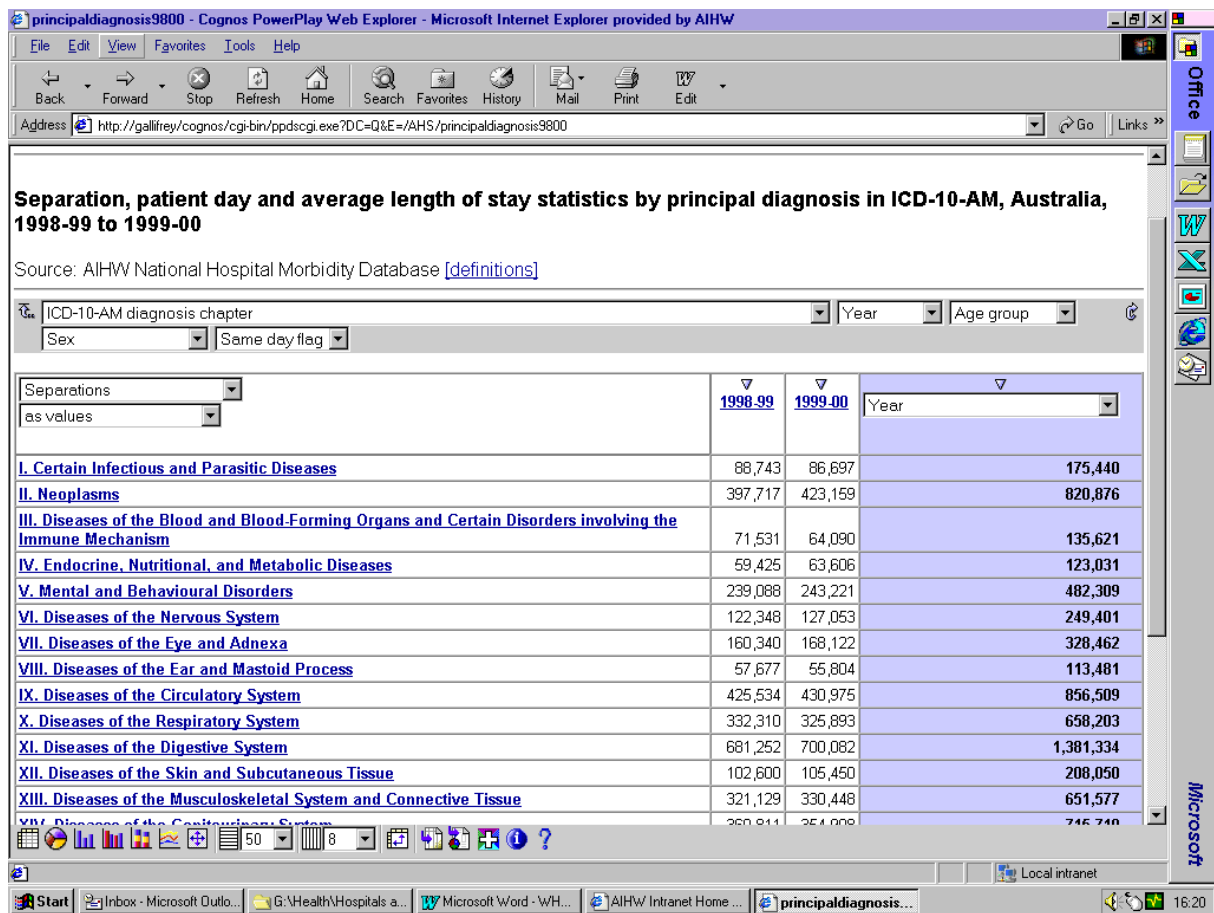 principaldiagnosis9800 - Cognos PowerPlay Web Explorer - Microsoft Internet Explorer provided by AIHW
File Edit View Favorites Tools Help
Back Forward Stop Refresh Home Search Favorites History Mail Print Edit
Address http://gallifrey/cognos/cgi-bin/ppdscgi.exe?DC=Q&E=/AHS/principaldiagnosis9800 Go Links »
Office
Separation, patient day and average length of stay statistics by principal diagnosis in ICD-10-AM, Australia,
1998-99 to 1999-00
Source: AIHW National Hospital Morbidity Database [definitions]
ICD-10-AM diagnosis chapter Year Age group
Sex Same day flag
Separations 1998-99 1999-00 Year
as values
I. Certain Infectious and Parasitic Diseases 88,743 86,697 175,440
II. Neoplasms 397,717 423,159 820,876
III. Diseases of the Blood and Blood-Forming Organs and Certain Disorders involving the
Immune Mechanism 71,531 64,090 135,621
IV. Endocrine, Nutritional, and Metabolic Diseases 59,425 63,606 123,031
V. Mental and Behavioural Disorders 239,088 243,221 482,309
VI. Diseases of the Nervous System 122,348 127,053 249,401
VII. Diseases of the Eye and Adnexa 160,340 168,122 328,462
VIII. Diseases of the Ear and Mastoid Process 57,677 55,804 113,481
IX. Diseases of the Circulatory System 425,534 430,975 856,509
X. Diseases of the Respiratory System 332,310 325,893 658,203
XI. Diseases of the Digestive System 681,252 700,082 1,381,334
XII. Diseases of the Skin and Subcutaneous Tissue 102,600 105,450 208,050
XIII. Diseases of the Musculoskeletal System and Connective Tissue 321,129 330,448 651,577
XIV. Diseases of the Genitourinary System
50 8
Microsoft
Local intranet
Start Inbox - Microsoft Outlo... G:\Health\Hospitals a... Microsoft Word - WH... AIHW Intranet Home ... principaldiagnosis... 16:20